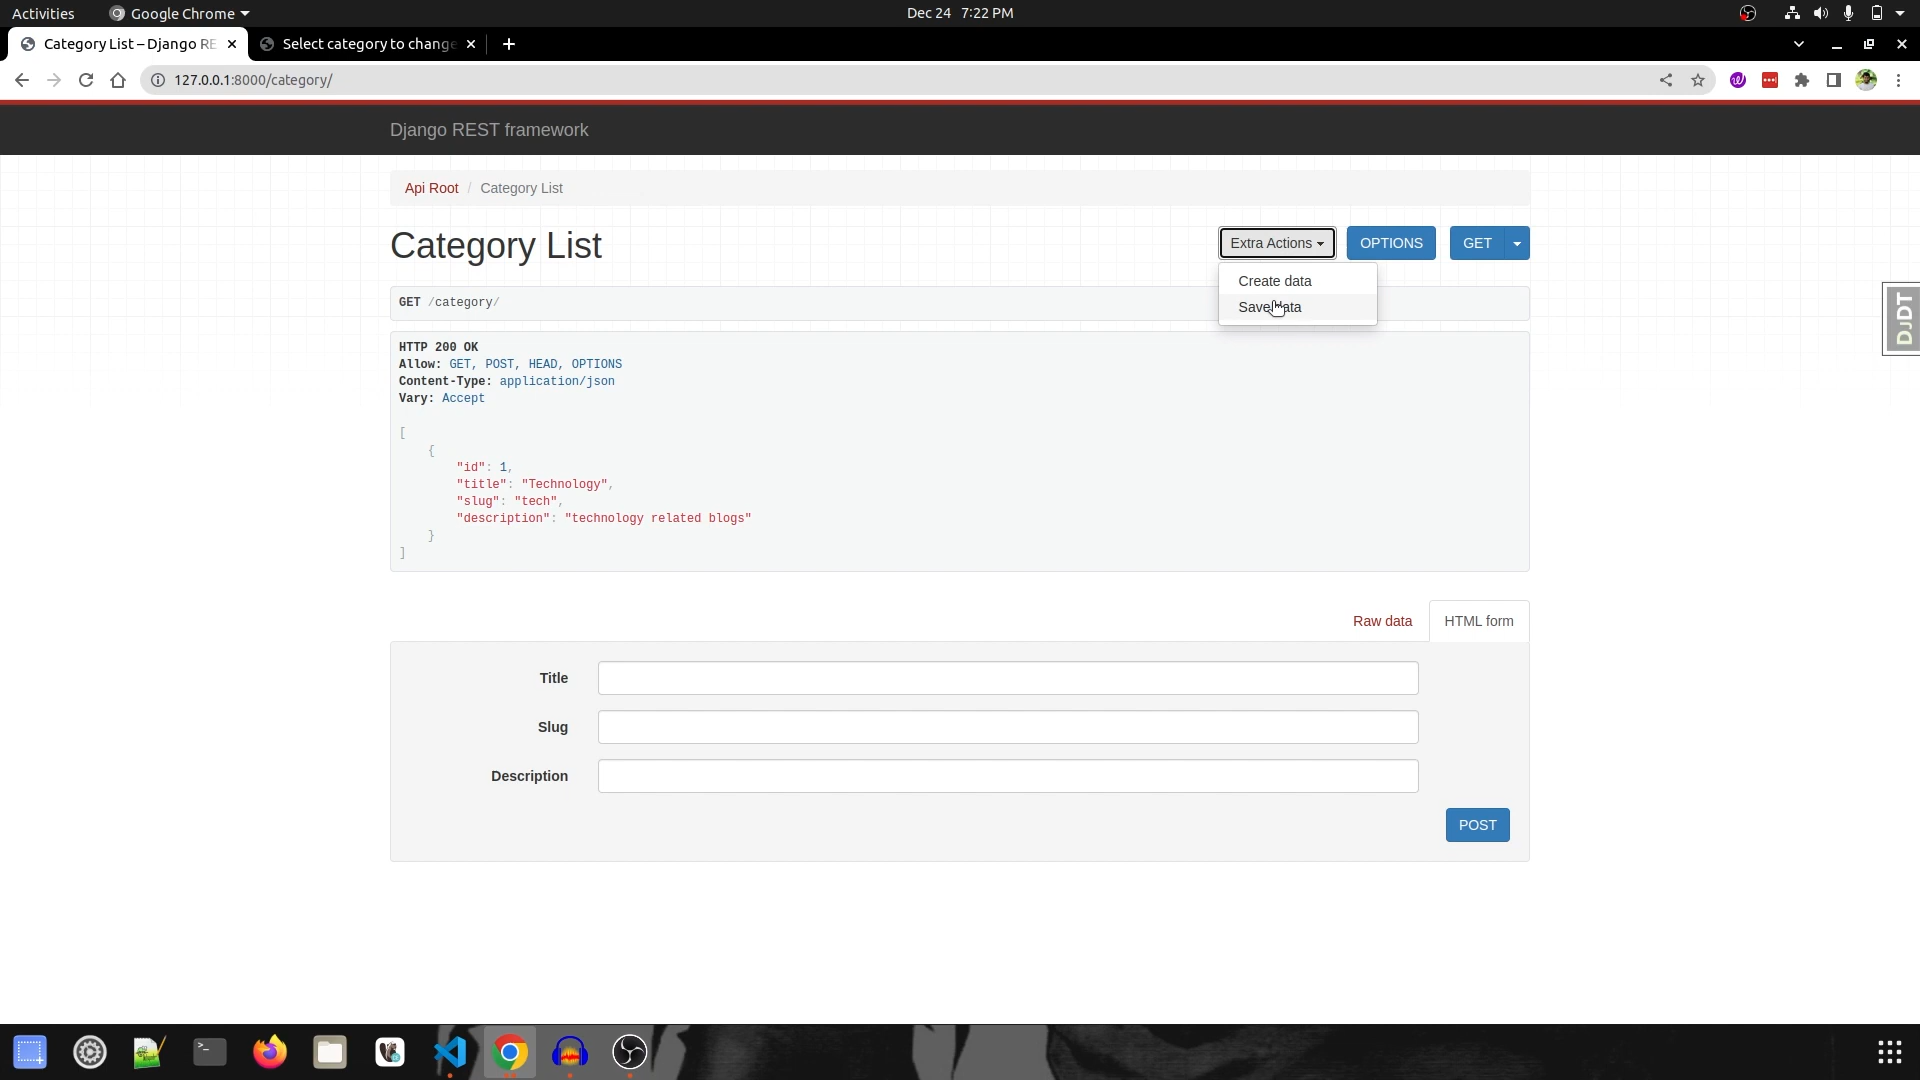 Activities
Google Chrome
Dec 24 7:22 PM
Category List – Django RE
Select category to change
127.0.0.1:8000/category/
Django REST framework
Api Root / Category List
Category List
Extra Actions
OPTIONS
GET
Create data
Save data
GET /category/
HTTP 200 OK
Allow: GET, POST, HEAD, OPTIONS
Content-Type: application/json
Vary: Accept
[
{
"id": 1,
"title": "Technology",
"slug": "tech",
"description": "technology related blogs"
}
]
DJDT
Raw data
HTML form
Title
Slug
Description
POST